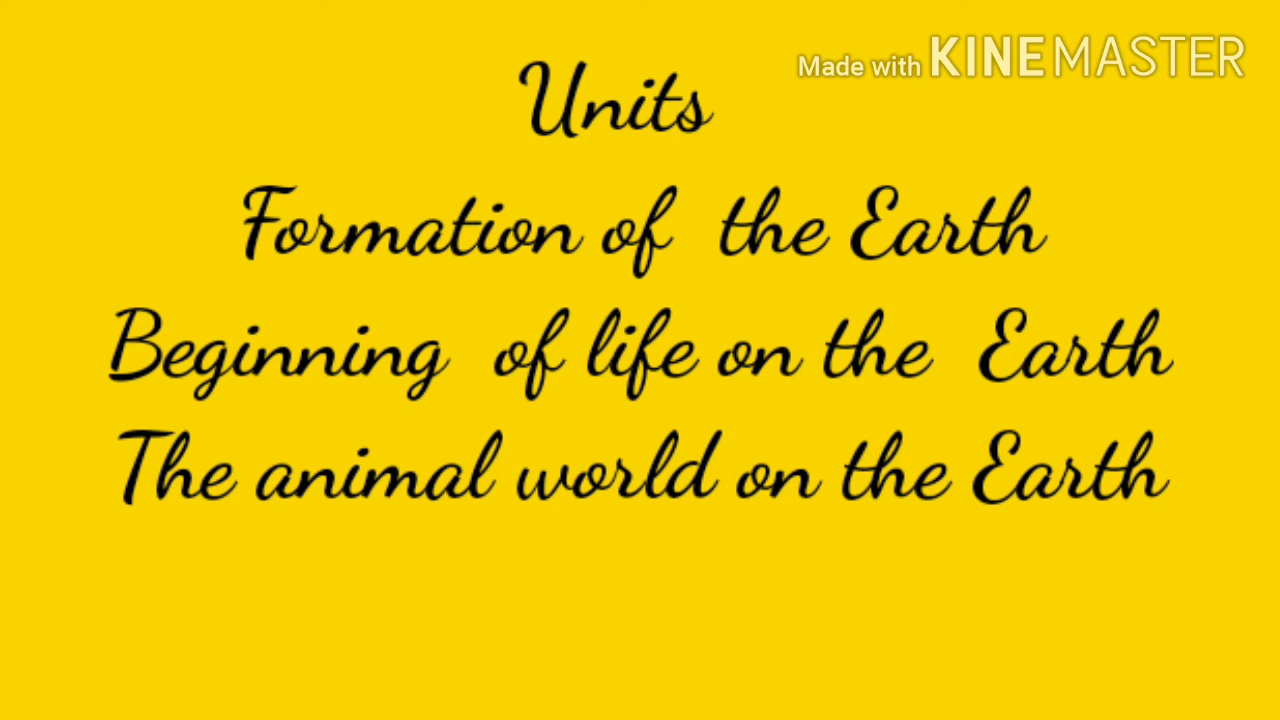 Made with KINEMASTER
Units
Formation of the Earth
Beginning of life on the Earth
The animal world on the Earth